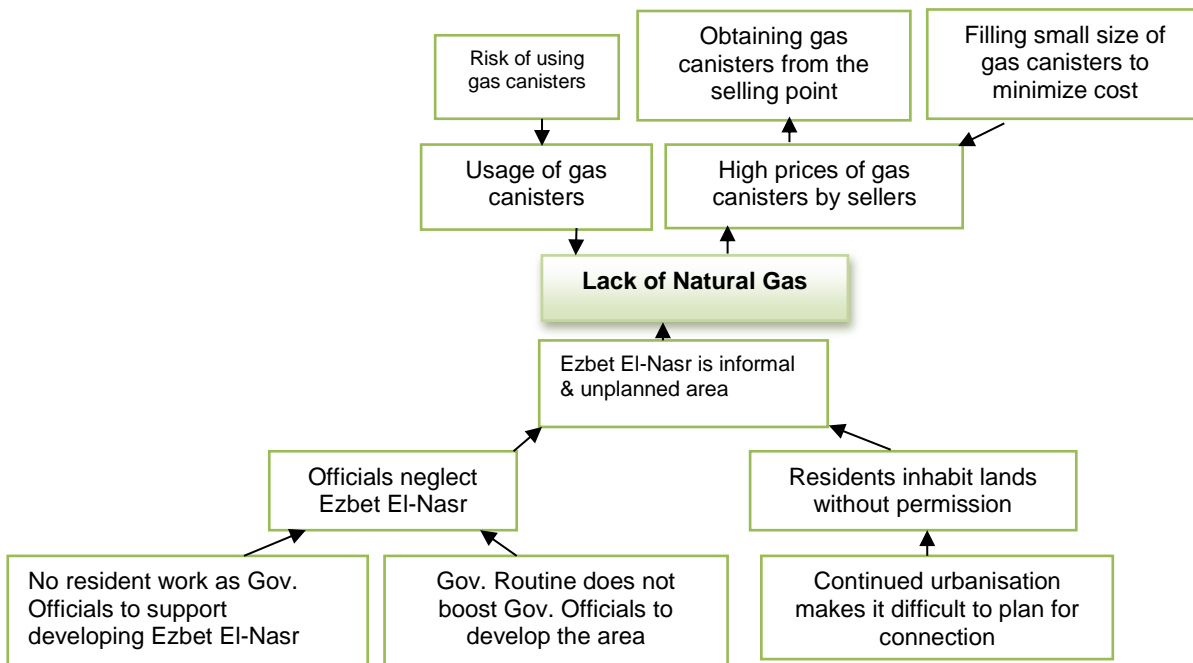 Risk of using
gas canisters
Obtaining gas
canisters from the
selling point
Filling small size of
gas canisters to
minimize cost
Usage of gas
canisters
High prices of gas
canisters by sellers
Lack of Natural Gas
Ezbet El-Nasr is informal
& unplanned area
Officials neglect
Ezbet El-Nasr
Residents inhabit lands
without permission
No resident work as Gov.
Officials to support
developing Ezbet El-Nasr
Gov. Routine does not
boost Gov. Officials to
develop the area
Continued urbanisation
makes it difficult to plan for
connection